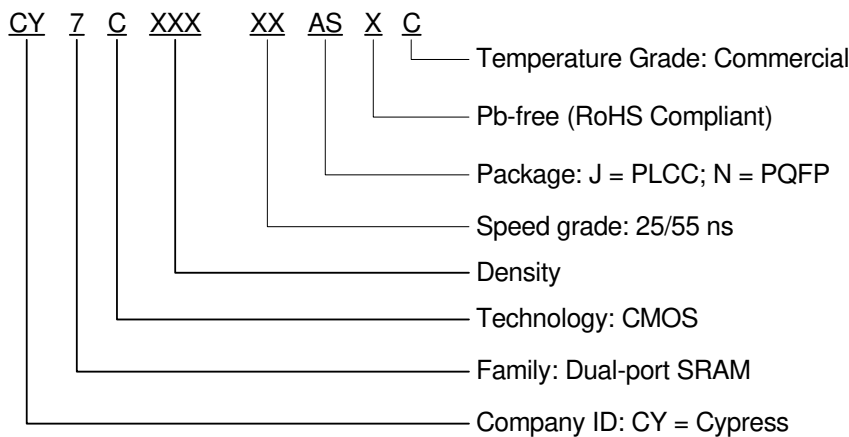 CY 7 C XXX XX AS X C
Temperature Grade: Commercial
Pb-free (RoHS Compliant)
Package: J = PLCC; N = PQFP
Speed grade: 25/55 ns
Density
Technology: CMOS
Family: Dual-port SRAM
Company ID: CY = Cypress